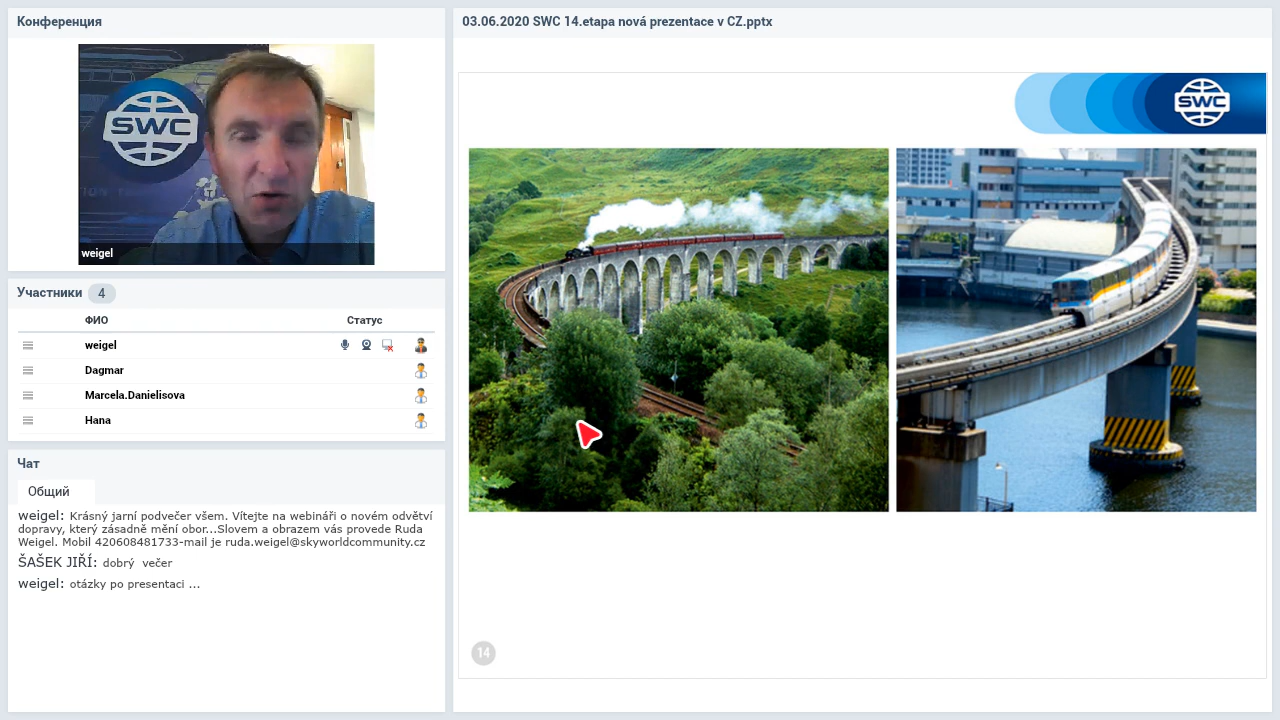 Конференция
SWC
weigel
Участники 4
ФИО Статус
weigel
Dagmar
Marcela.Danielisova
Hana
Чат
Общий
weigel: Krásný jarní podvečer všem. Vítejte na webináři o novém odvětví
dopravy, který zásadně mění obor...Slovem a obrazem vás provede Ruda
Weigel. Mobil 420608481733-mail je ruda.weigel@skyworldcommunity.cz
ŠAŠEK JIŘÍ: dobrý  večer
weigel: otázky po presentaci ...
03.06.2020 SWC 14.etapa nová prezentace v CZ.pptx
SWC
14